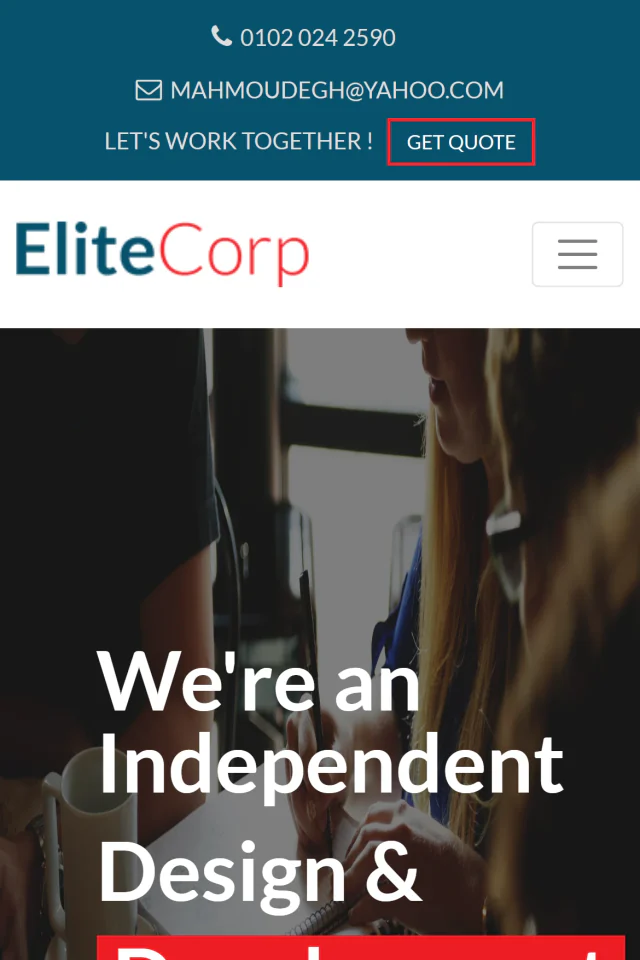 0102 024 2590
MAHMOUDEGH@YAHOO.COM
LET'S WORK TOGETHER ! GET QUOTE
EliteCorp
We're an
Independent
Design &